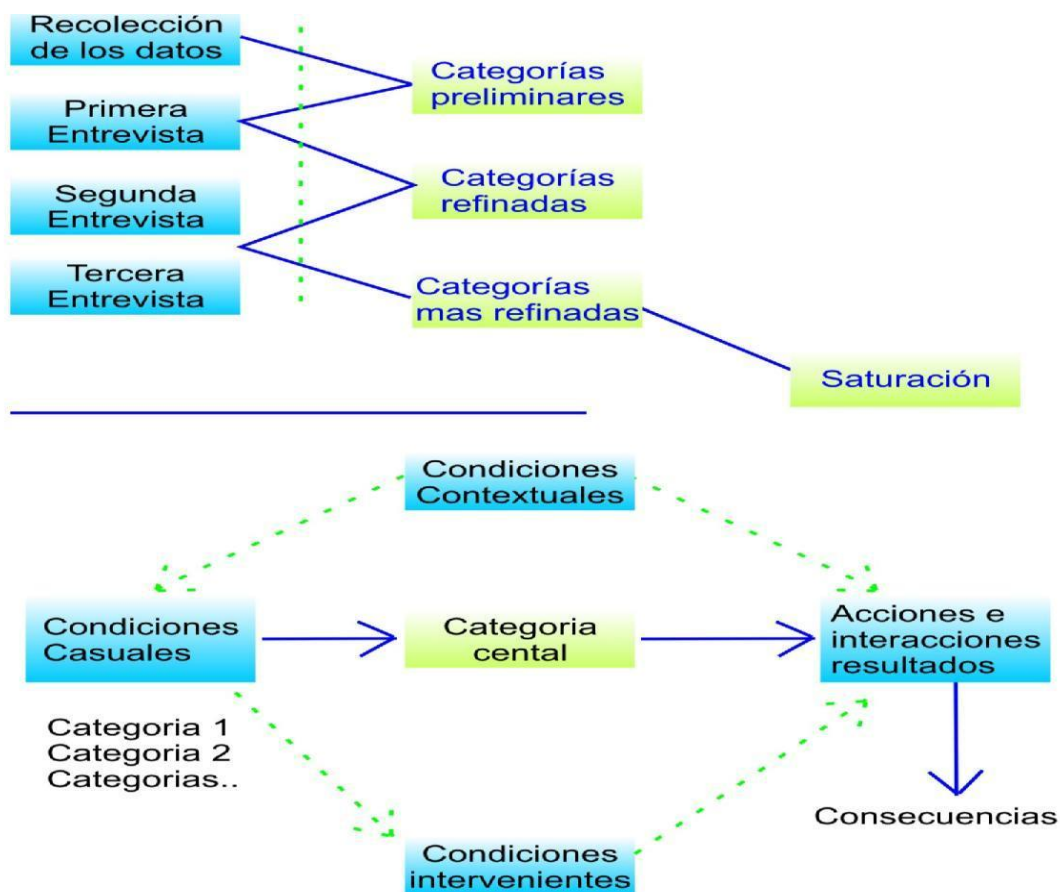 Recolección
de los datos
Categorías
preliminares
Primera
Entrevista
Categorías
refinadas
Segunda
Entrevista
Tercera
Entrevista
Categorías
mas refinadas
Saturación
Condiciones
Contextuales
Condiciones
Casuales
Categoria
cental
Acciones e
interacciones
resultados
Categoria 1
Categoria 2
Categorias..
Consecuencias
Condiciones
intervenientes